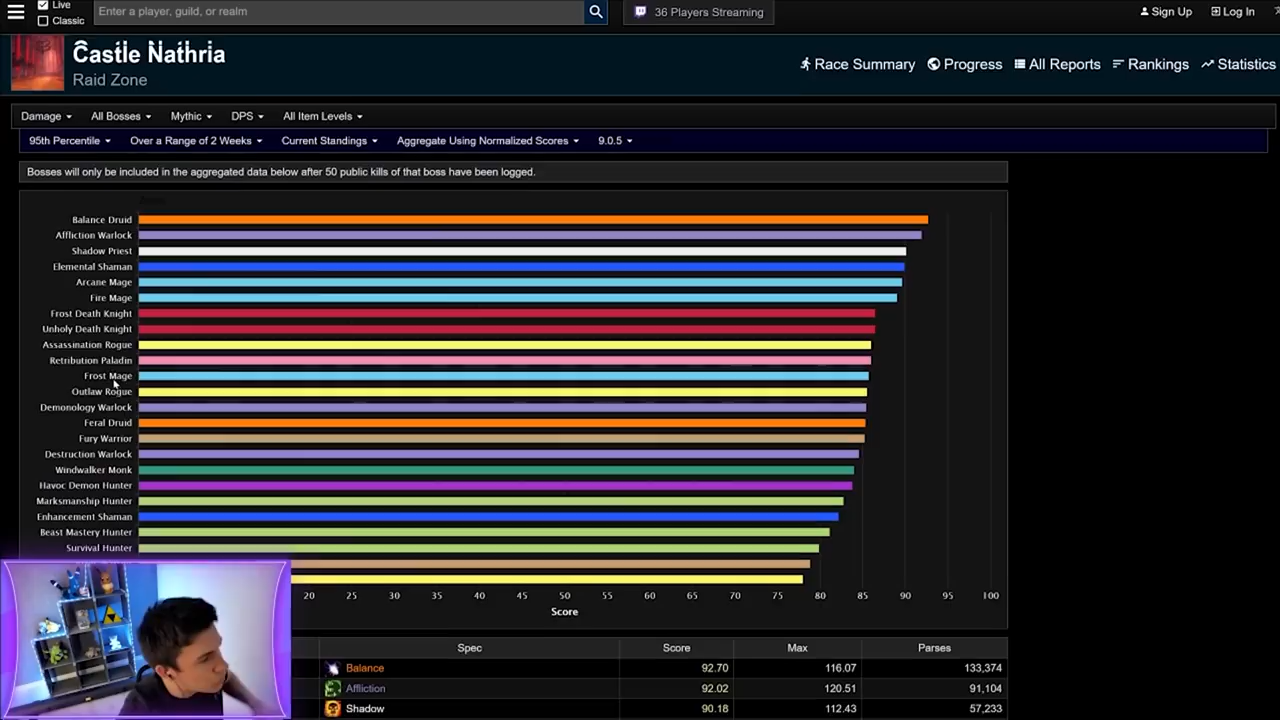 Live
Classic
Enter a player, guild, or realm
36 Players Streaming
Sign Up
Log In
Castle Nathria
Raid Zone
Race Summary
Progress
All Reports
Rankings
Statistics
Damage
All Bosses
Mythic
DPS
All Item Levels
95th Percentile
Over a Range of 2 Weeks
Current Standings
Aggregate Using Normalized Scores
9.0.5
Bosses will only be included in the aggregated data below after 50 public kills of that boss have been logged.
Balance Druid
Affliction Warlock
Shadow Priest
Elemental Shaman
Arcane Mage
Fire Mage
Frost Death Knight
Unholy Death Knight
Assassination Rogue
Retribution Paladin
Frost Mage
Outlaw Rogue
Demonology Warlock
Feral Druid
Fury Warrior
Destruction Warlock
Windwalker Monk
Havoc Demon Hunter
Marksmanship Hunter
Enhancement Shaman
Beast Mastery Hunter
Survival Hunter
20 25 30 35 40 45 50 55 60 65 70 75 80 85 90 95 100
Score
Spec Score Max Parses
Balance 92.70 116.07 133,374
Affliction 92.02 120.51 91,104
Shadow 90.18 112.43 57,233